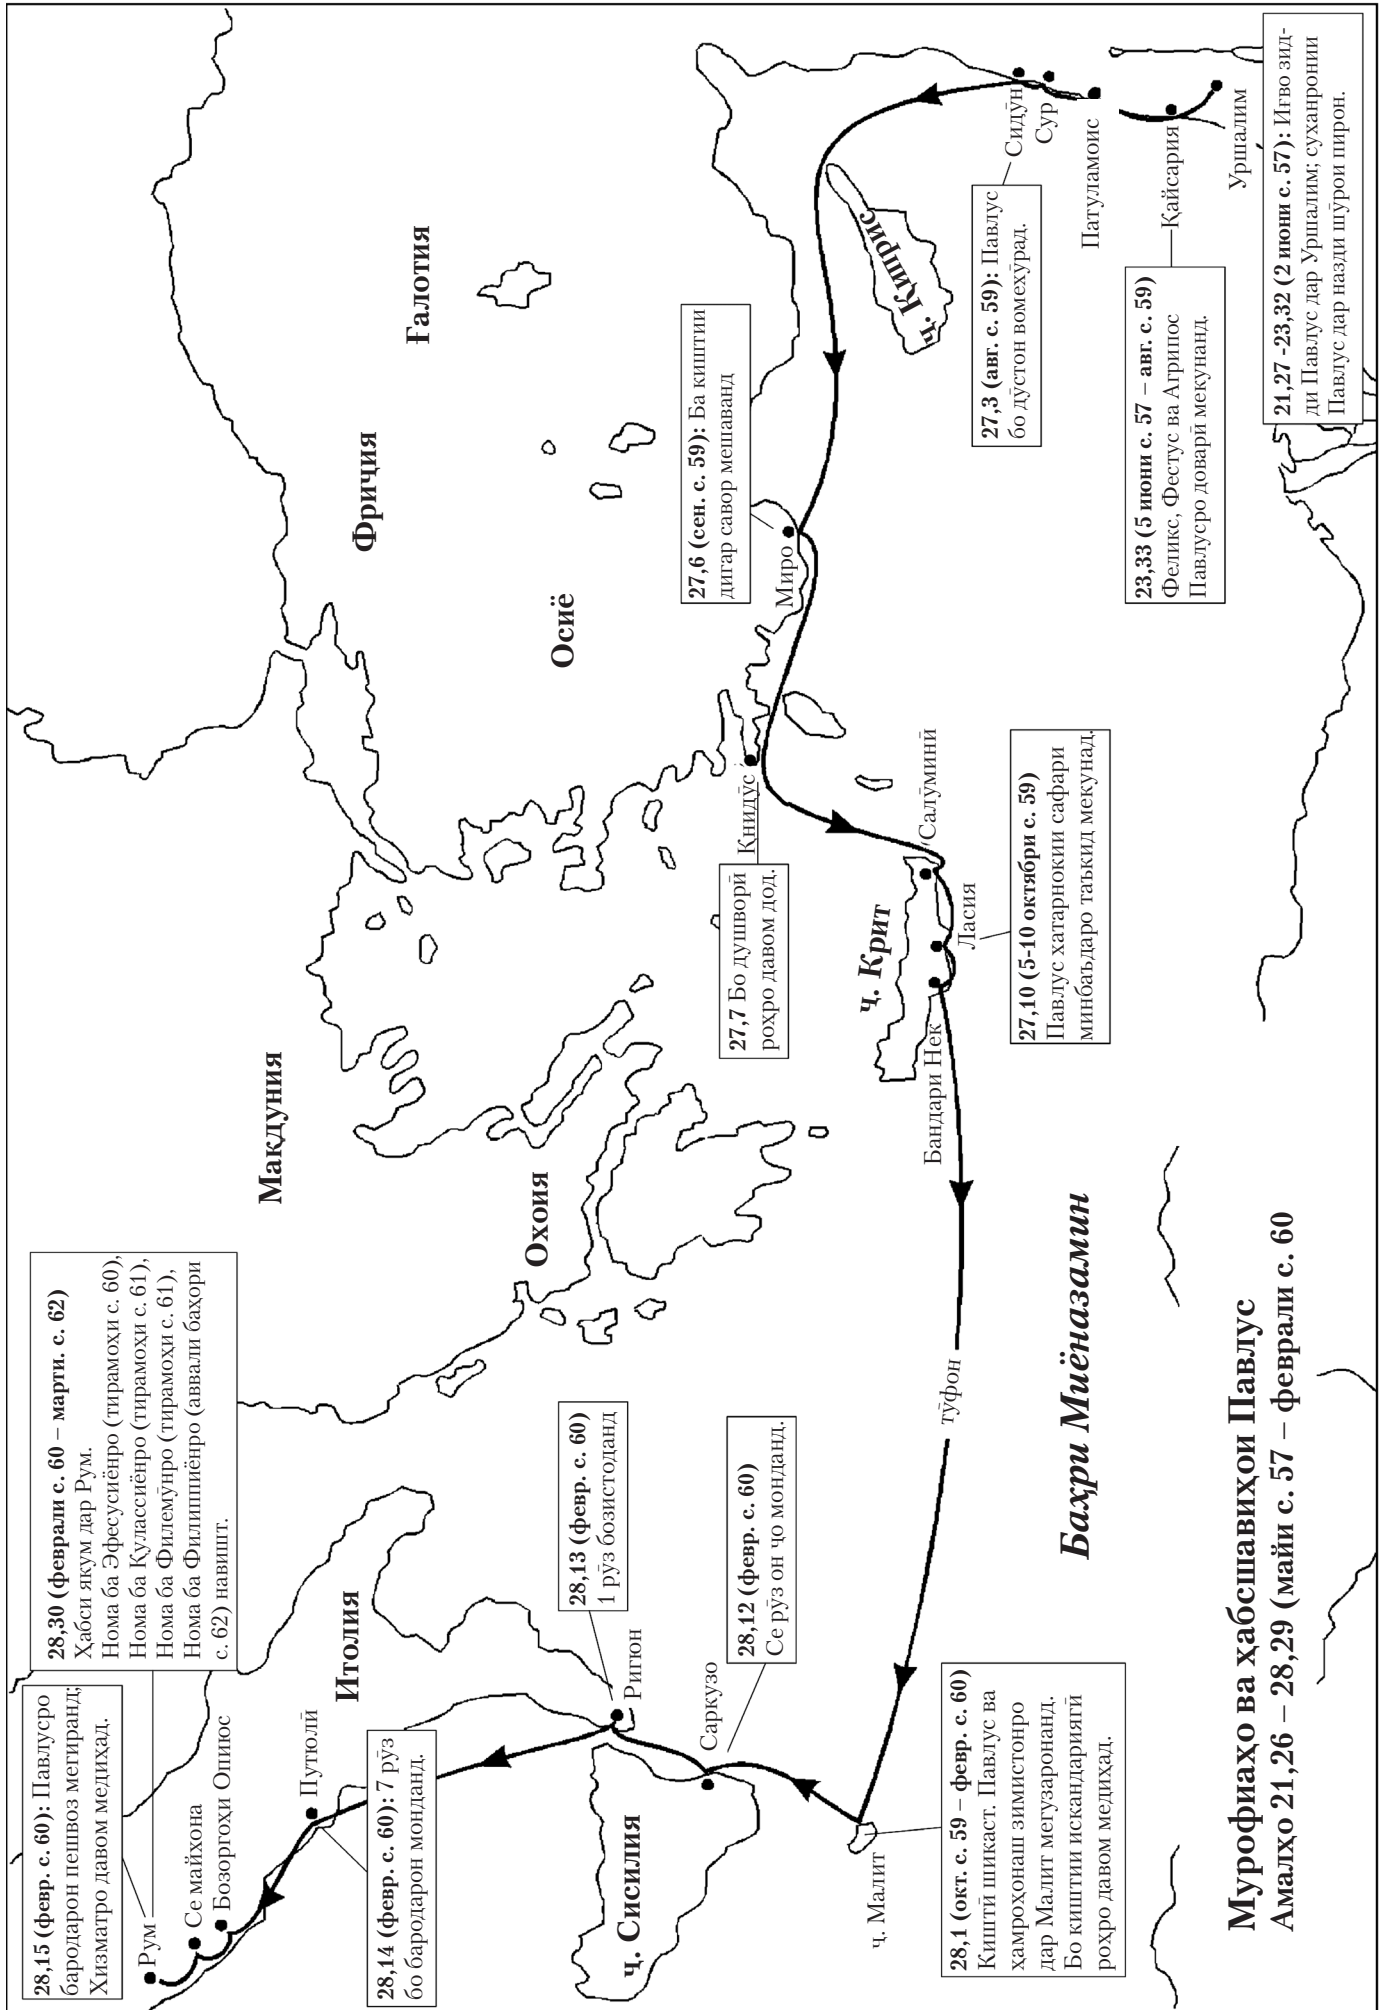 28,15 (февр. с. 60): Павлусро
бародарон пешвоз мегиранд;
Хизматро давом медиҳад.
28,30 (феврали с. 60 – марти. с. 62)
Ҳабси якум дар Рум.
Нома ба Эфесусиёнро (тирамоҳи с. 60),
Нома ба Қулассиёнро (тирамоҳи с. 61),
Нома ба Филемӯнро (тирамоҳи с. 61),
Нома ба Филиппиёнро (аввали баҳори
с. 62) навишт.
Рум
Се майхона
Бозоргоҳи Опиюс
Путюлӣ
Итолия
28,14 (февр. с. 60): 7 рӯз
бо бародарон монданд.
28,13 (февр. с. 60)
1 рӯз бозистоданд
Ригюн
ҷ. Сисилия
Саркузо
28,12 (февр. с. 60)
Се рӯз он ҷо монданд.
ҷ. Малит
28,1 (окт. с. 59 – февр. с. 60)
Киштӣ шикаст. Павлус ва
ҳамроҳонаш зимистонро
дар Малит мегузаронанд.
Бо киштии искандариягӣ
роҳро давом медиҳад.
тӯфон
Макдуния
Охоия
Фриҷия
Ғалотия
Осиё
27,7 Бо душворӣ
роҳро давом дод.
Книдӯс
ҷ. Крит
Салӯминӣ
Ласия
Бандари Нек
27,10 (5-10 октябри с. 59)
Павлус хатарнокии сафари
минбаъдаро таъкид мекунад.
27,6 (сен. с. 59): Ба киштии
дигар савор мешаванд
Миро
ҷ. Қиприс
27,3 (авг. с. 59): Павлус
бо дӯстон вомехӯрад.
Сидӯн
Сур
Патуламоис
Қайсария
Уршалим
23,33 (5 июни с. 57 – авг. с. 59)
Феликс, Фестус ва Агрипос
Павлусро доварӣ мекунанд.
21,27 -23,32 (2 июни с. 57): Иғво зид-
ди Павлус дар Уршалим; суханронии
Павлус дар назди шӯрои пирон.
Баҳри Миёназамин
Мурофиаҳо ва ҳабсшавиҳои Павлус
Амалҳо 21,26 – 28,29 (майи с. 57 – феврали с. 60